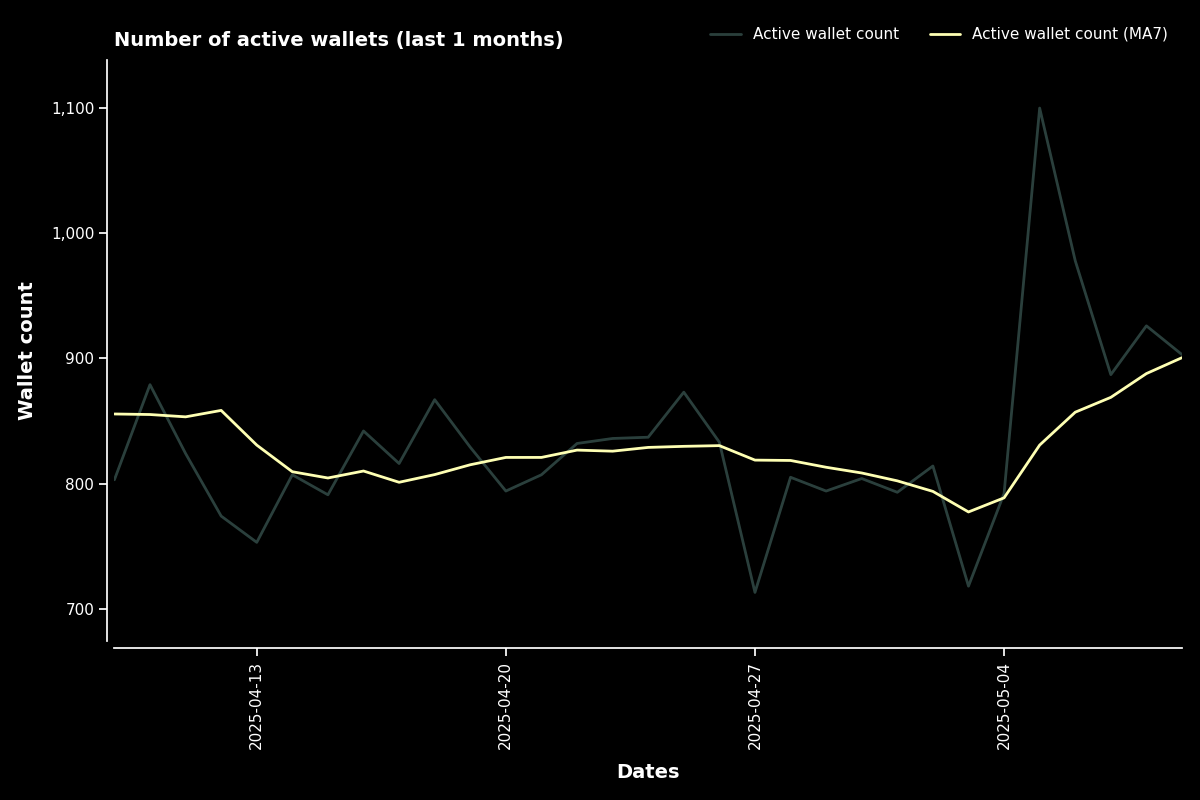 Number of active wallets (last 1 months)
Active wallet count
Active wallet count (MA7)
Wallet count
1,100
1,000
900
800
700
2025-04-13
2025-04-20
2025-04-27
2025-05-04
Dates